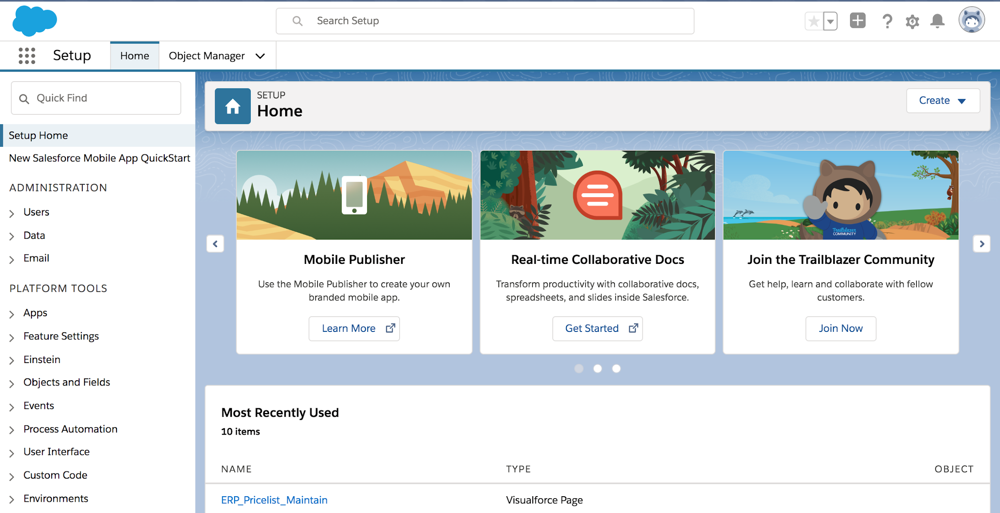 Search Setup
Setup
Home
Object Manager
Quick Find
Setup Home
New Salesforce Mobile App QuickStart
ADMINISTRATION
Users
Data
Email
PLATFORM TOOLS
Apps
Feature Settings
Einstein
Objects and Fields
Events
Process Automation
User Interface
Custom Code
Environments
SETUP
Home
Create
Mobile Publisher
Use the Mobile Publisher to create your own
branded mobile app.
Learn More
Real-time Collaborative Docs
Transform productivity with collaborative docs,
spreadsheets, and slides inside Salesforce.
Get Started
Trailblazer
COMMUNITY
Join the Trailblazer Community
Get help, learn and collaborate with fellow
customers.
Join Now
Most Recently Used
10 items
NAME TYPE OBJECT
ERP_Pricelist_Maintain Visualforce Page